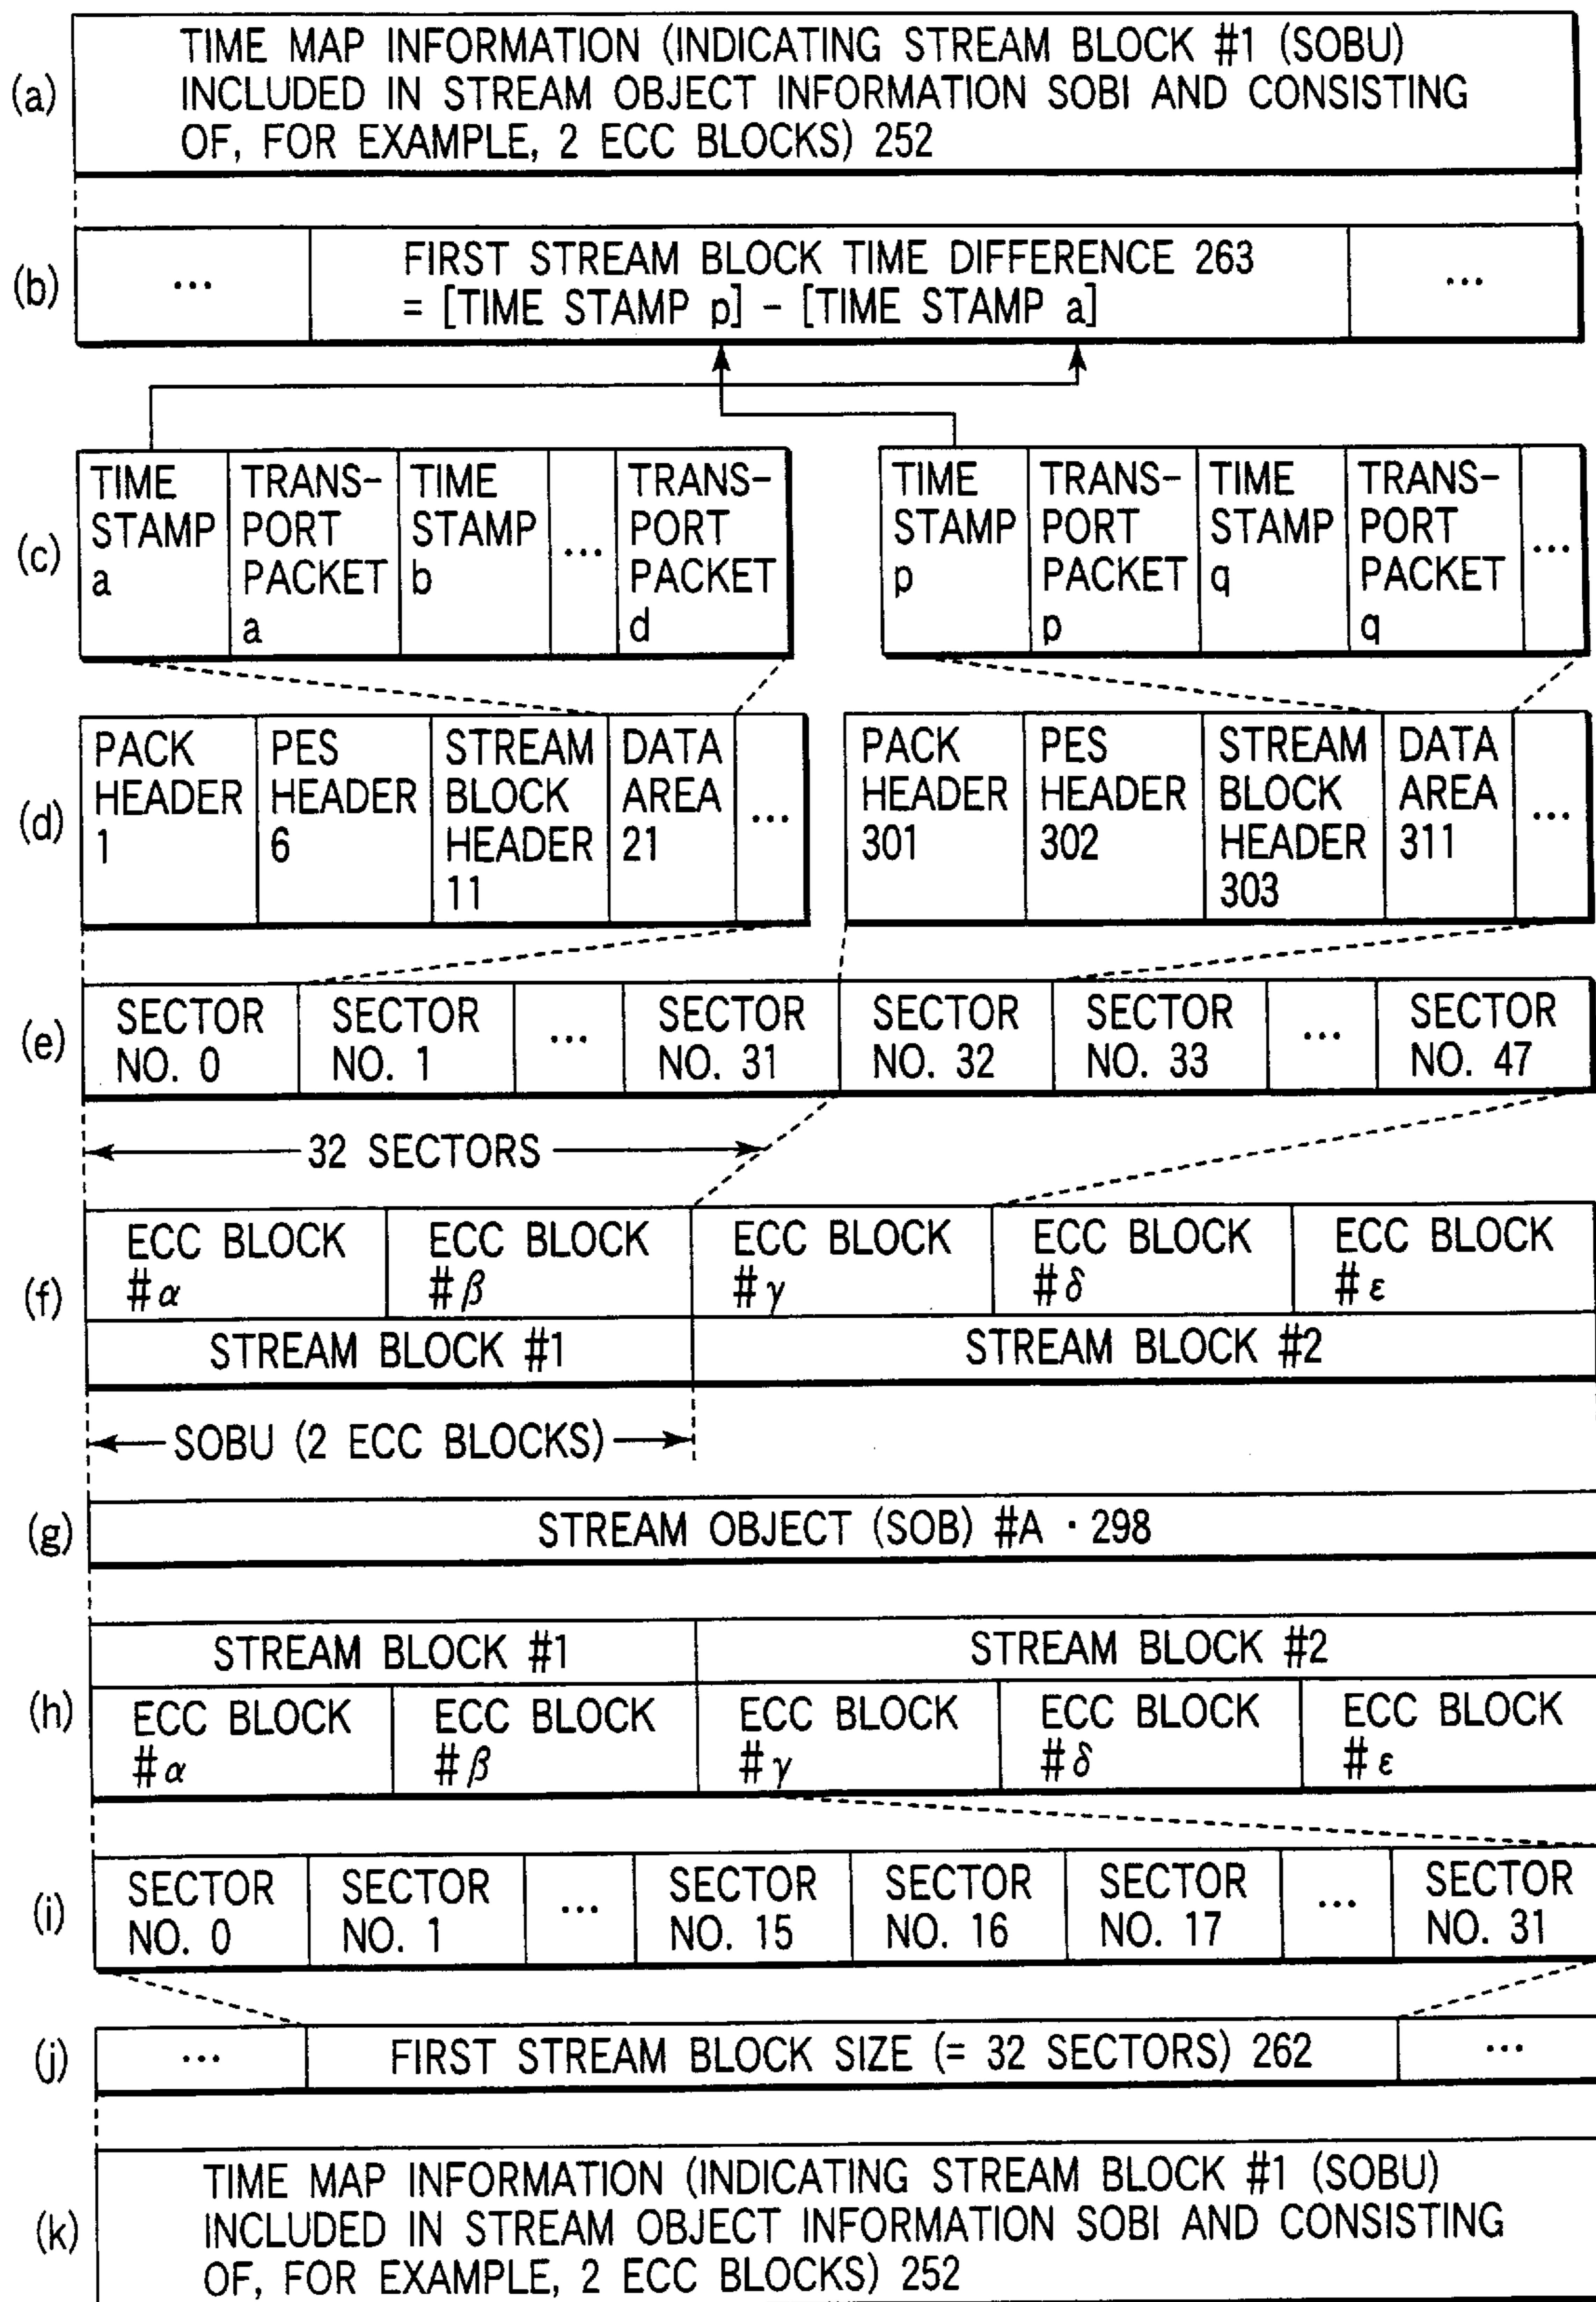 (a)
TIME MAP INFORMATION (INDICATING STREAM BLOCK #1 (SOBU)
INCLUDED IN STREAM OBJECT INFORMATION SOBI AND CONSISTING
OF, FOR EXAMPLE, 2 ECC BLOCKS) 252
(b)
...
FIRST STREAM BLOCK TIME DIFFERENCE 263
= [TIME STAMP p] - [TIME STAMP a]
...
(c)
TIME
STAMP
a
TRANS-
PORT
PACKET
a
TIME
STAMP
b
...
TRANS-
PORT
PACKET
d
TIME
STAMP
p
TRANS-
PORT
PACKET
p
TIME
STAMP
q
TRANS-
PORT
PACKET
q
...
(d)
PACK
HEADER
1
PES
HEADER
6
STREAM
BLOCK
HEADER
11
DATA
AREA
21
...
PACK
HEADER
301
PES
HEADER
302
STREAM
BLOCK
HEADER
303
DATA
AREA
311
...
(e)
SECTOR
NO. 0
SECTOR
NO. 1
...
SECTOR
NO. 31
SECTOR
NO. 32
SECTOR
NO. 33
...
SECTOR
NO. 47
32 SECTORS
(f)
ECC BLOCK
#α
ECC BLOCK
#β
ECC BLOCK
#γ
ECC BLOCK
#δ
ECC BLOCK
#ε
STREAM BLOCK #1
STREAM BLOCK #2
SOBU (2 ECC BLOCKS)
(g)
STREAM OBJECT (SOB) #A · 298
(h)
STREAM BLOCK #1
STREAM BLOCK #2
ECC BLOCK
#α
ECC BLOCK
#β
ECC BLOCK
#γ
ECC BLOCK
#δ
ECC BLOCK
#ε
(i)
SECTOR
NO. 0
SECTOR
NO. 1
...
SECTOR
NO. 15
SECTOR
NO. 16
SECTOR
NO. 17
...
SECTOR
NO. 31
(j)
...
FIRST STREAM BLOCK SIZE (= 32 SECTORS) 262
...
(k)
TIME MAP INFORMATION (INDICATING STREAM BLOCK #1 (SOBU)
INCLUDED IN STREAM OBJECT INFORMATION SOBI AND CONSISTING
OF, FOR EXAMPLE, 2 ECC BLOCKS) 252